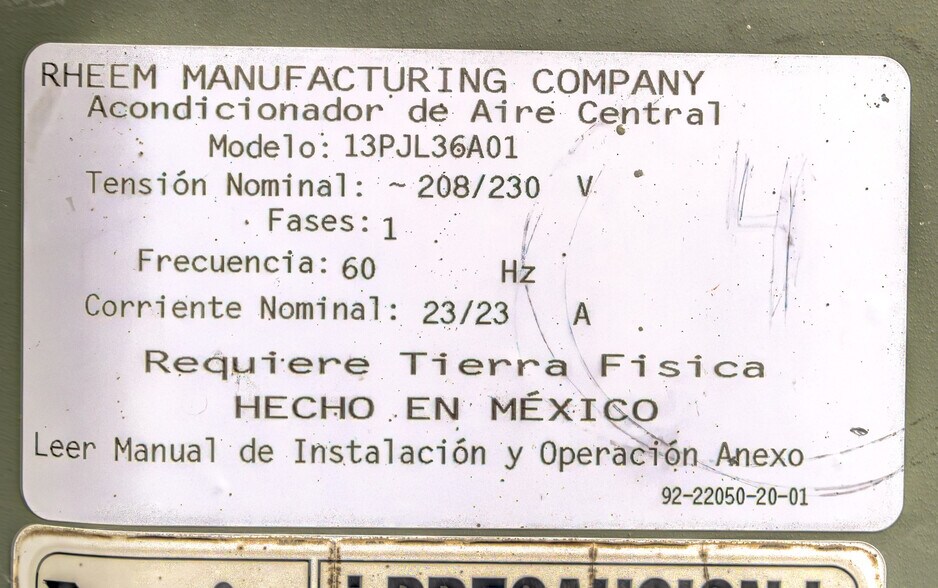 RHEEM MANUFACTURING COMPANY
Acondicionador de Aire Central
Modelo: 13PJL36A01
Tensión Nominal: ~ 208/230 V
Fases: 1
Frecuencia: 60 Hz
Corriente Nominal: 23/23 A
Requiere Tierra Fisica
HECHO EN MÉXICO
Leer Manual de Instalación y Operación Anexo
92-22050-20-01
4